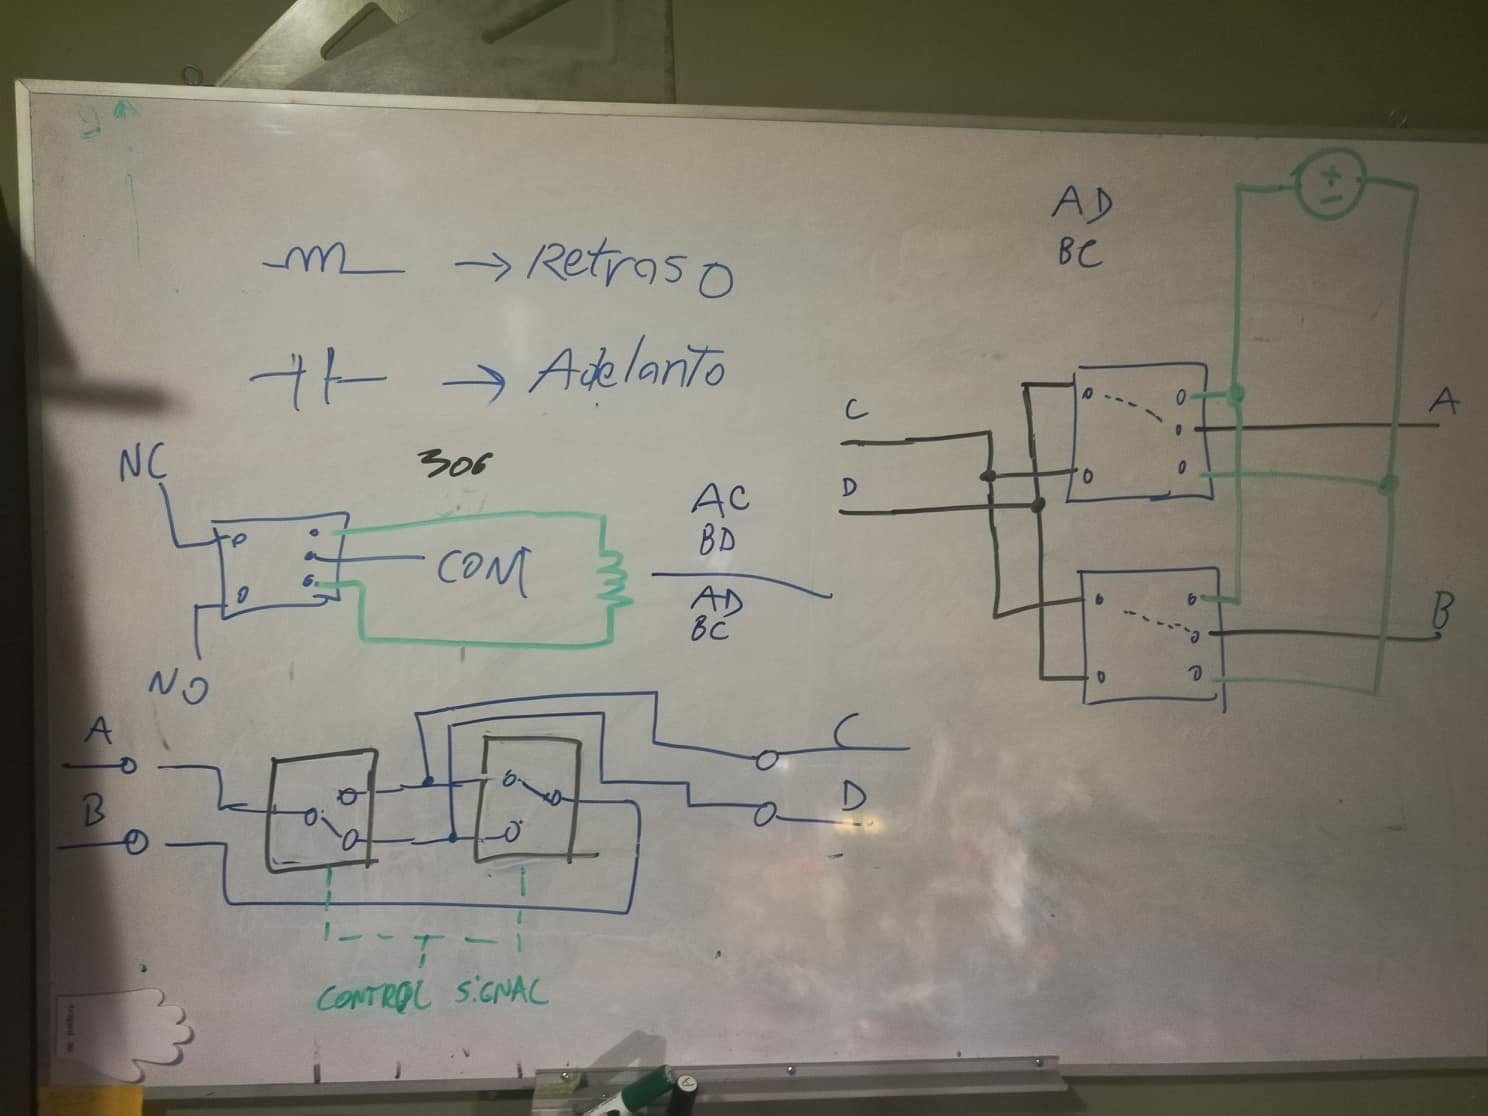 → Retraso
→ Adelanto
NC
306
COM
NO
AC
BD
AD
BC
A
B
C
D
CONTROL SIGNAL
AD
BC
+
-
C
D
A
B